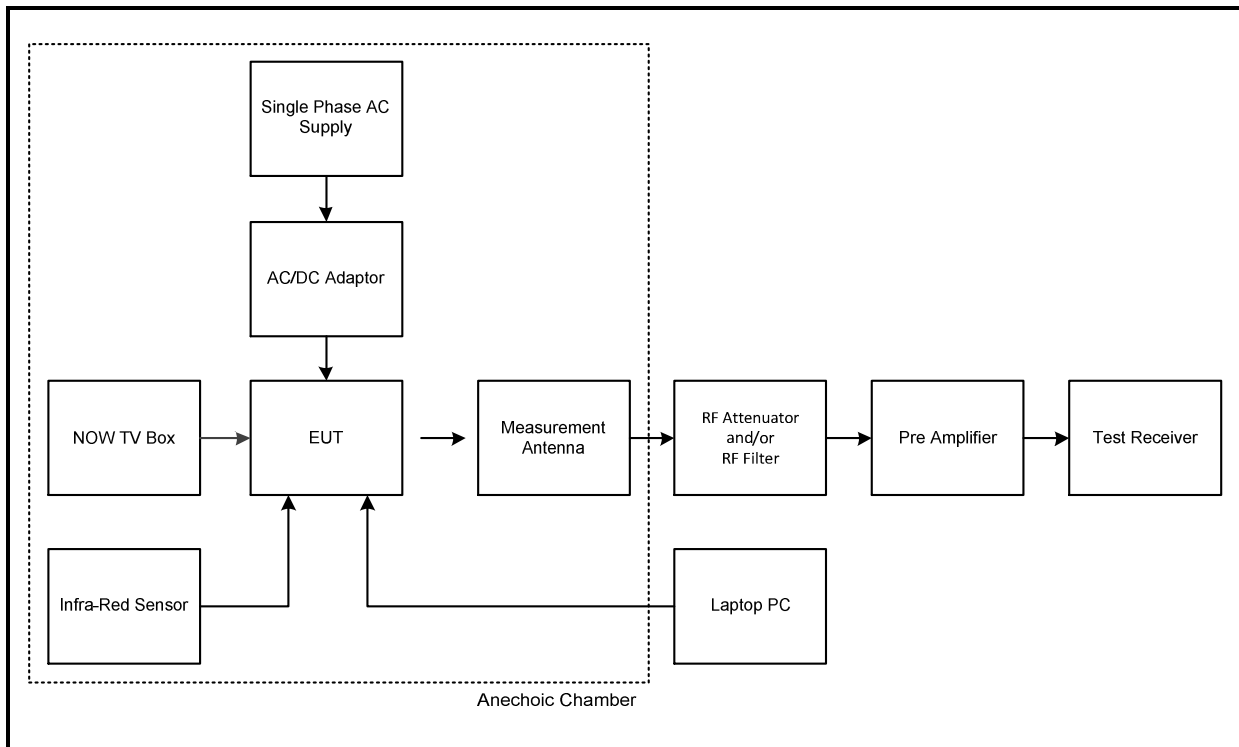 Single Phase AC
Supply
AC/DC Adaptor
NOW TV Box
EUT
Measurement
Antenna
RF Attenuator
and/or
RF Filter
Pre Amplifier
Test Receiver
Infra-Red Sensor
Laptop PC
Anechoic Chamber